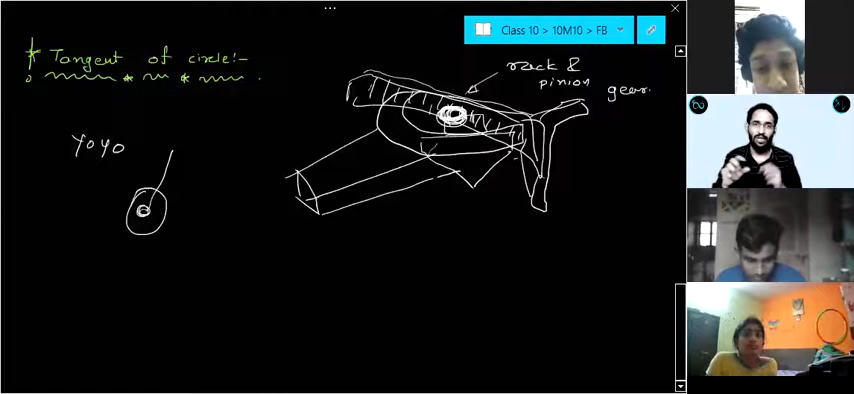 Class 10 > 10M10 > FB
* Tangent of circle:-
rack &
pinion
gear.
YOYO